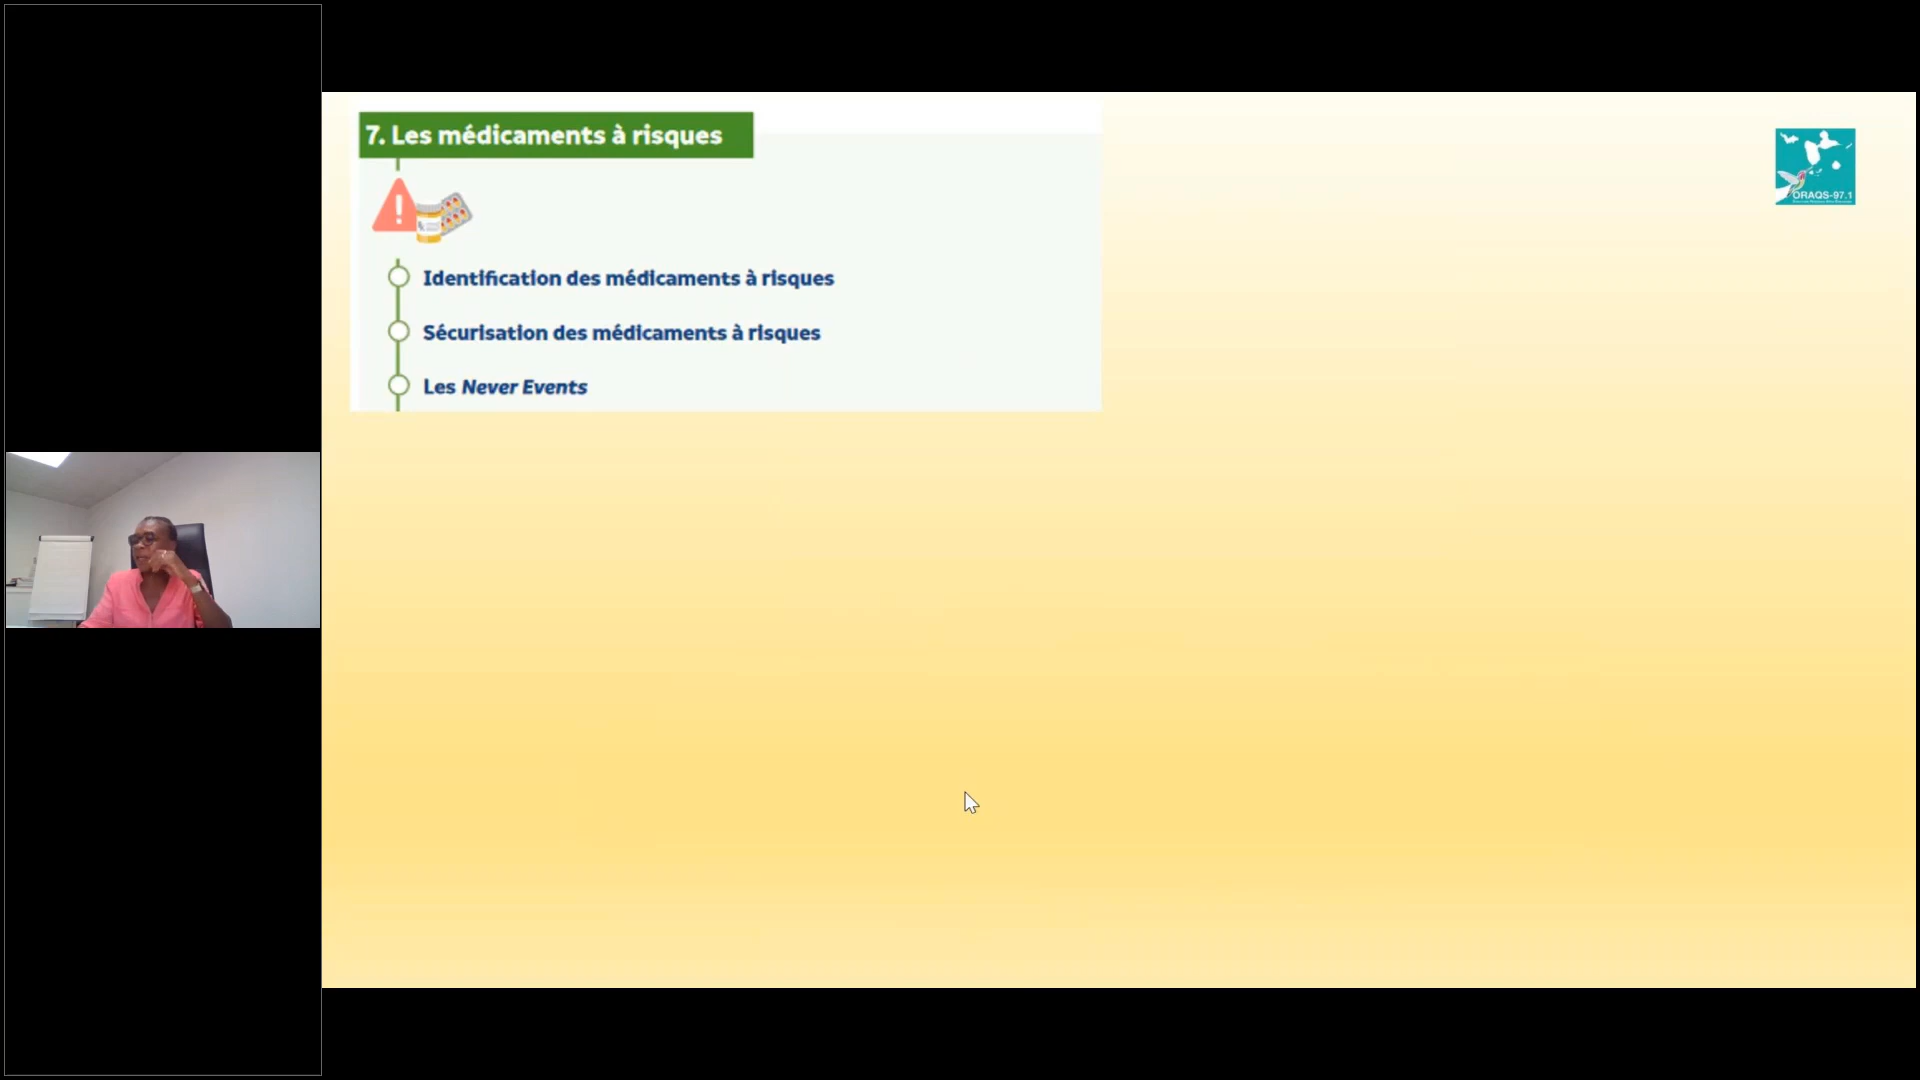 7. Les médicaments à risques
Identification des médicaments à risques
Sécurisation des médicaments à risques
Les Never Events
ORAQS-97.1